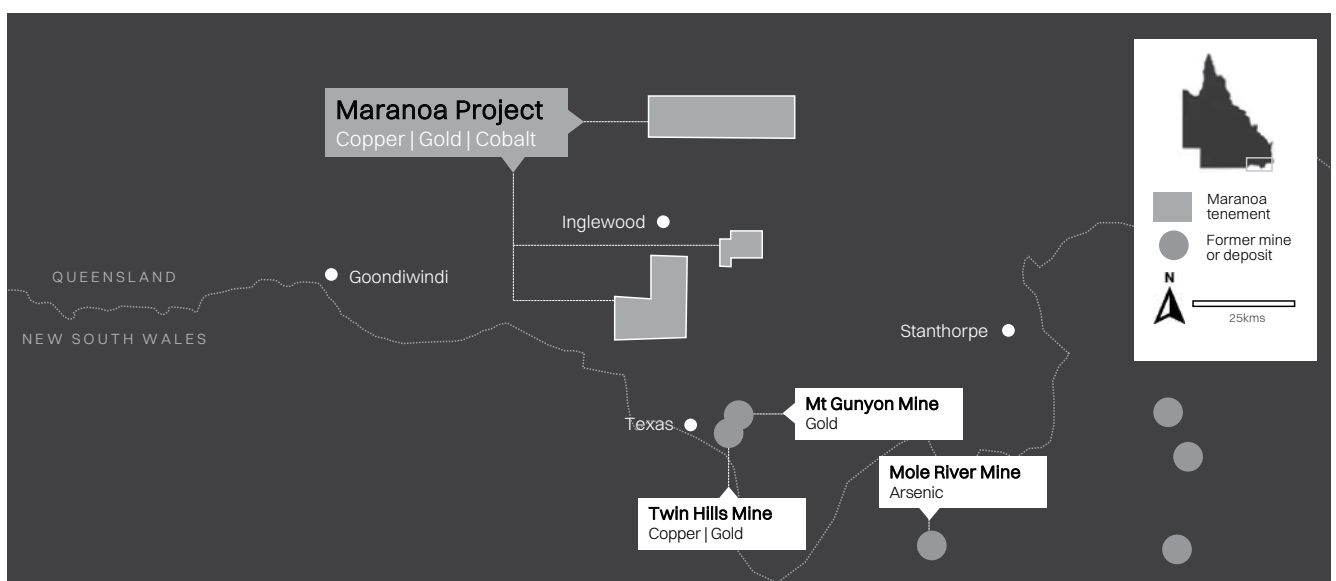 Maranoa Project
Copper | Gold | Cobalt
Inglewood
QUEENSLAND
Goondiwindi
NEW SOUTH WALES
Stanthorpe
Texas
Mt Gunyon Mine
Gold
Mole River Mine
Arsenic
Twin Hills Mine
Copper | Gold
Maranoa
tenement
Former mine
or deposit
N
25kms